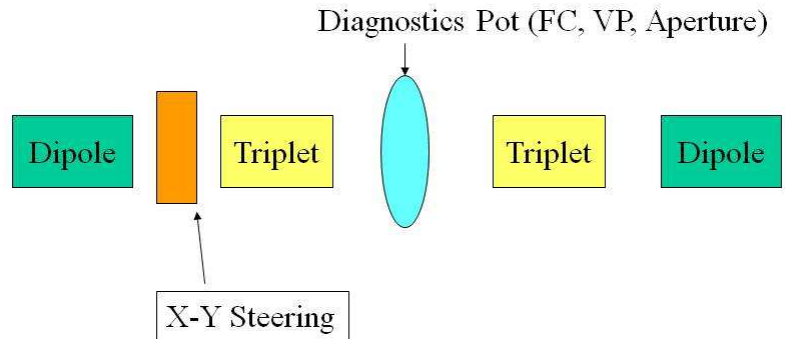 Diagnostics Pot (FC, VP, Aperture)
Dipole
Triplet
Triplet
Dipole
X-Y Steering